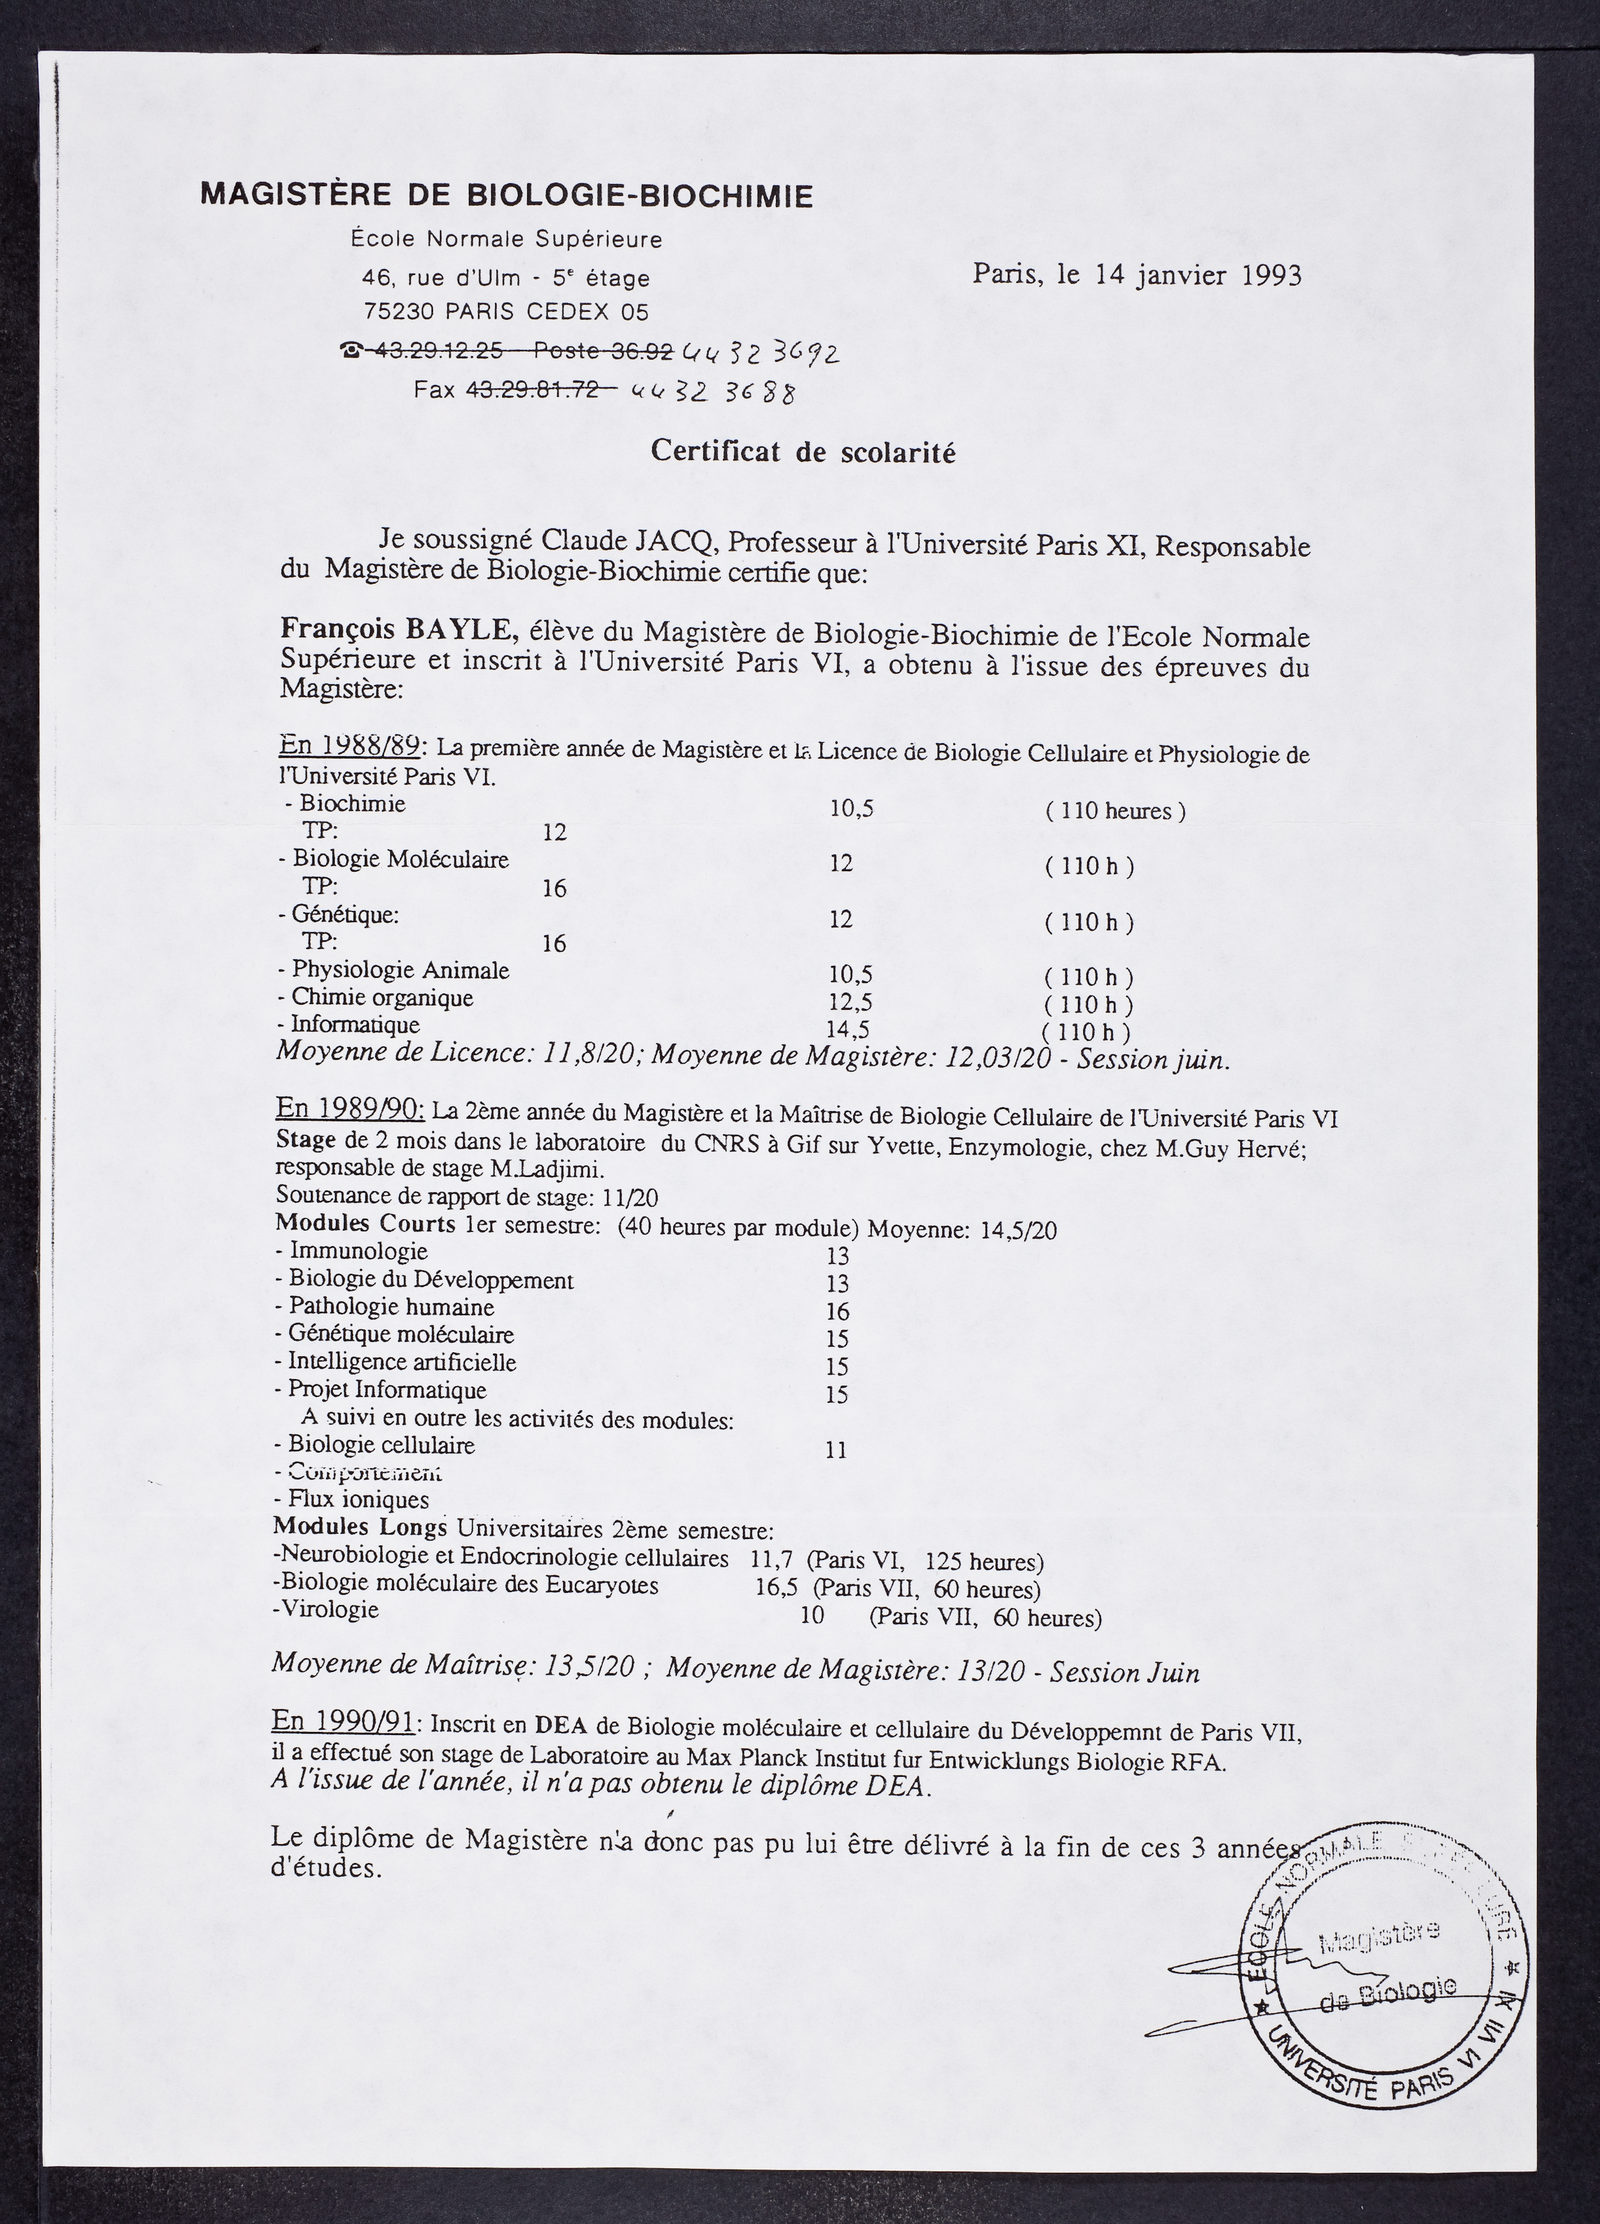 MAGISTÈRE DE BIOLOGIE-BIOCHIMIE
École Normale Supérieure
46, rue d'Ulm - 5e étage
75230 PARIS CEDEX 05
Paris, le 14 janvier 1993
☎ 43.29.12.25 Poste 36.92 44 32 3692
Fax 43.29.81.72 44 32 3688
Certificat de scolarité
Je soussigné Claude JACQ, Professeur à l'Université Paris XI, Responsable
du Magistère de Biologie-Biochimie certifie que:
François BAYLE, élève du Magistère de Biologie-Biochimie de l'Ecole Normale
Supérieure et inscrit à l'Université Paris VI, a obtenu à l'issue des épreuves du
Magistère:
En 1988/89: La première année de Magistère et la Licence de Biologie Cellulaire et Physiologie de
l'Université Paris VI.
- Biochimie 10,5 ( 110 heures )
TP: 12
- Biologie Moléculaire 12 ( 110 h )
TP: 16
- Génétique: 12 ( 110 h )
TP: 16
- Physiologie Animale 10,5 ( 110 h )
- Chimie organique 12,5 ( 110 h )
- Informatique 14,5 ( 110 h )
Moyenne de Licence: 11,8/20; Moyenne de Magistère: 12,03/20 - Session juin.
En 1989/90: La 2ème année du Magistère et la Maîtrise de Biologie Cellulaire de l'Université Paris VI
Stage de 2 mois dans le laboratoire du CNRS à Gif sur Yvette, Enzymologie, chez M.Guy Hervé;
responsable de stage M.Ladjimi.
Soutenance de rapport de stage: 11/20
Modules Courts 1er semestre: (40 heures par module) Moyenne: 14,5/20
- Immunologie 13
- Biologie du Développement 13
- Pathologie humaine 16
- Génétique moléculaire 15
- Intelligence artificielle 15
- Projet Informatique 15
A suivi en outre les activités des modules:
- Biologie cellulaire 11
- Comportement
- Flux ioniques
Modules Longs Universitaires 2ème semestre:
-Neurobiologie et Endocrinologie cellulaires 11,7 (Paris VI, 125 heures)
-Biologie moléculaire des Eucaryotes 16,5 (Paris VII, 60 heures)
-Virologie 10 (Paris VII, 60 heures)
Moyenne de Maîtrise: 13,5/20 ; Moyenne de Magistère: 13/20 - Session Juin
En 1990/91: Inscrit en DEA de Biologie moléculaire et cellulaire du Développemnt de Paris VII,
il a effectué son stage de Laboratoire au Max Planck Institut fur Entwicklungs Biologie RFA.
A l'issue de l'année, il n'a pas obtenu le diplôme DEA.
Le diplôme de Magistère n'a donc pas pu lui être délivré à la fin de ces 3 années
d'études.
★ ECOLE NORMALE SUPERIEURE ★
Magistère
de Biologie
UNIVERSITÉ PARIS VI VII XI